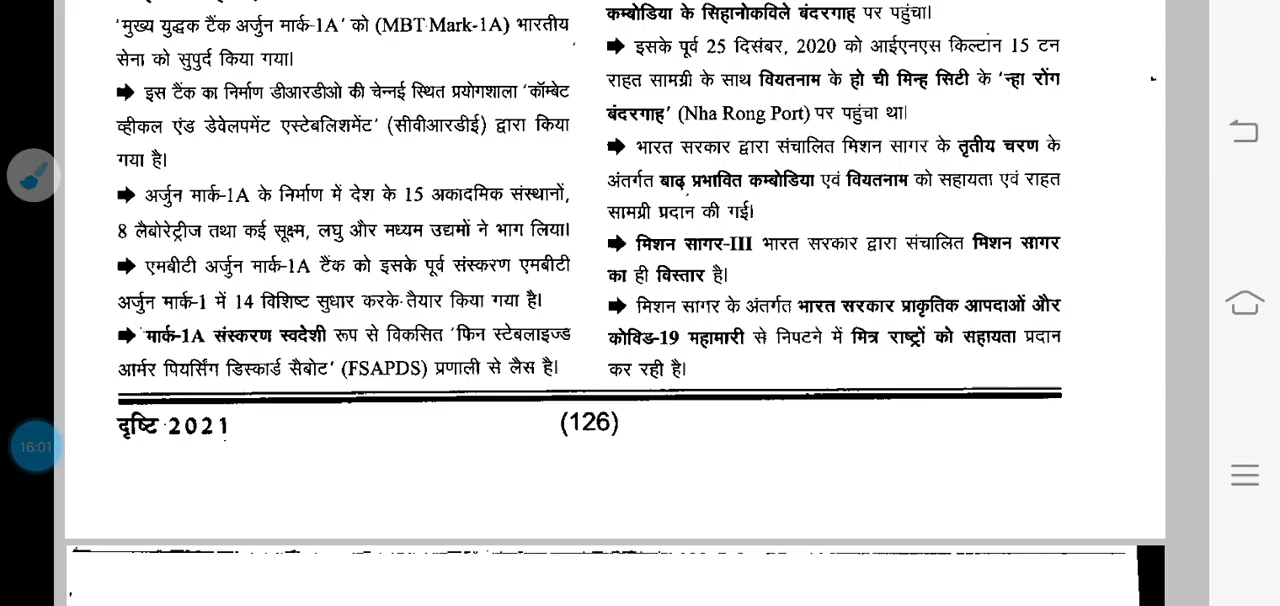 'मुख्य युद्धक टैंक अर्जुन मार्क-1A' को (MBT Mark-1A) भारतीय
सेना को सुपुर्द किया गया।
➡ इस टैंक का निर्माण डीआरडीओ की चेन्नई स्थित प्रयोगशाला 'कॉम्बेट
व्हीकल एंड डेवेलपमेंट एस्टेबलिशमेंट' (सीवीआरडीई) द्वारा किया
गया है।
➡ अर्जुन मार्क-1A के निर्माण में देश के 15 अकादमिक संस्थानों,
8 लैबोरेट्रीज तथा कई सूक्ष्म, लघु और मध्यम उद्यमों ने भाग लिया।
➡ एमबीटी अर्जुन मार्क-1A टैंक को इसके पूर्व संस्करण एमबीटी
अर्जुन मार्क-1 में 14 विशिष्ट सुधार करके तैयार किया गया है।
➡ मार्क-1A संस्करण स्वदेशी रूप से विकसित 'फिन स्टेबलाइज्ड
आर्मर पियर्सिंग डिस्कार्ड सैबोट' (FSAPDS) प्रणाली से लैस है।
कम्बोडिया के सिहानोकविले बंदरगाह पर पहुंचा।
➡ इसके पूर्व 25 दिसंबर, 2020 को आईएनएस किल्टान 15 टन
राहत सामग्री के साथ वियतनाम के हो ची मिन्ह सिटी के 'न्हा रोंग
बंदरगाह' (Nha Rong Port) पर पहुंचा था।
➡ भारत सरकार द्वारा संचालित मिशन सागर के तृतीय चरण के
अंतर्गत बाढ़ प्रभावित कम्बोडिया एवं वियतनाम को सहायता एवं राहत
सामग्री प्रदान की गई।
➡ मिशन सागर-III भारत सरकार द्वारा संचालित मिशन सागर
का ही विस्तार है।
➡ मिशन सागर के अंतर्गत भारत सरकार प्राकृतिक आपदाओं और
कोविड-19 महामारी से निपटने में मित्र राष्ट्रों को सहायता प्रदान
कर रही है।
दृष्टि 2021
(126)
16:01